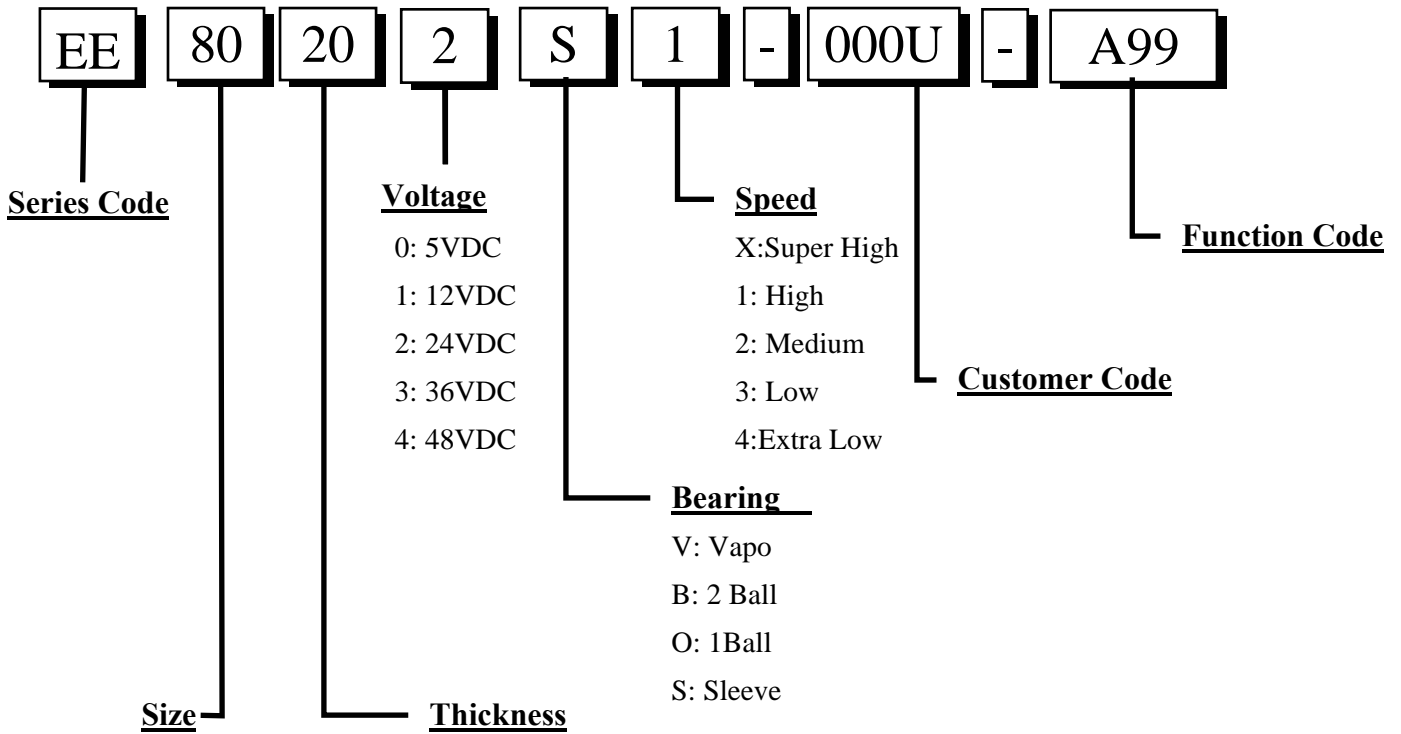 EE 80 20 2 S 1 - 000U - A99
Series Code
Voltage
0: 5VDC
1: 12VDC
2: 24VDC
3: 36VDC
4: 48VDC
Speed
X:Super High
1: High
2: Medium
3: Low
4:Extra Low
Function Code
Customer Code
Bearing
V: Vapo
B: 2 Ball
O: 1Ball
S: Sleeve
Size
Thickness